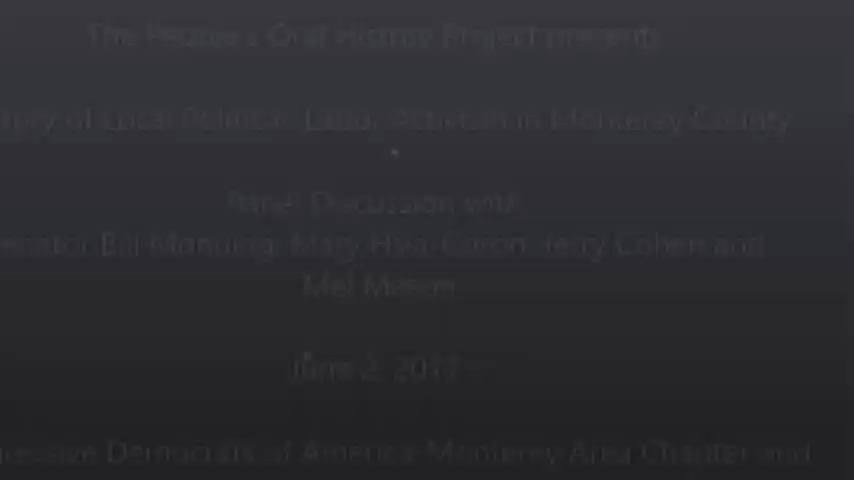 The People's Oral History Project presents
of Local Political Labor Activism in Monterey County
Panel Discussion with
Bill Monning, Mary Hsia-Coron, Jerry Cohen and
Mel Mason
June 2, 2017
Democrats of America Monterey Area Chapter and